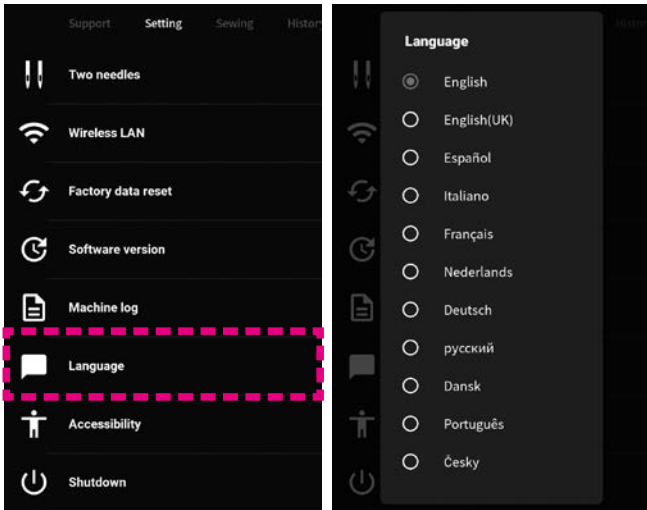 Support Setting Sewing History
Two needles
Wireless LAN
Factory data reset
Software version
Machine log
Language
Accessibility
Shutdown
Language
English
English(UK)
Español
Italiano
Français
Nederlands
Deutsch
русский
Dansk
Português
Česky